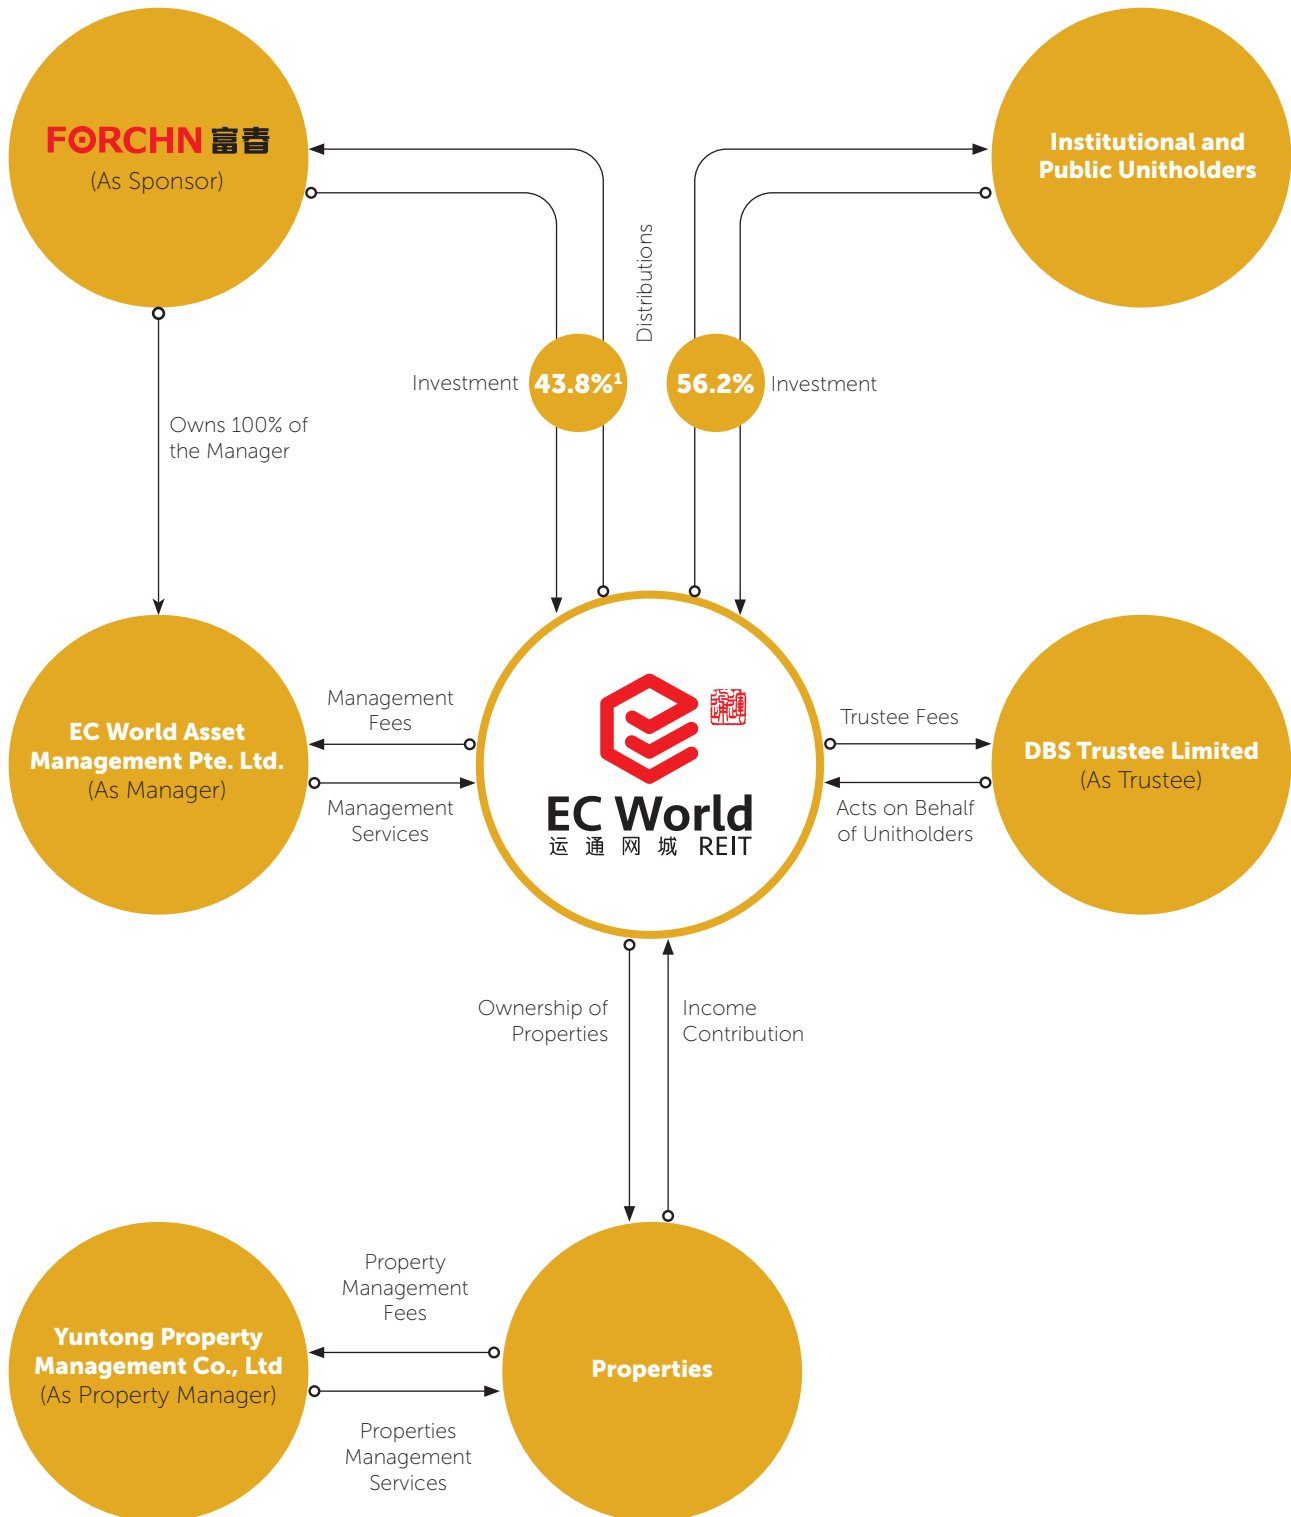 FORCHN 富春
(As Sponsor)
Institutional and
Public Unitholders
Distributions
Investment
43.8%¹
56.2%
Investment
Owns 100% of
the Manager
EC World Asset
Management Pte. Ltd.
(As Manager)
Management
Fees
Management
Services
EC World
运通网城 REIT
Trustee Fees
Acts on Behalf
of Unitholders
DBS Trustee Limited
(As Trustee)
Ownership of
Properties
Income
Contribution
Yuntong Property
Management Co., Ltd
(As Property Manager)
Property
Management
Fees
Properties
Management
Services
Properties